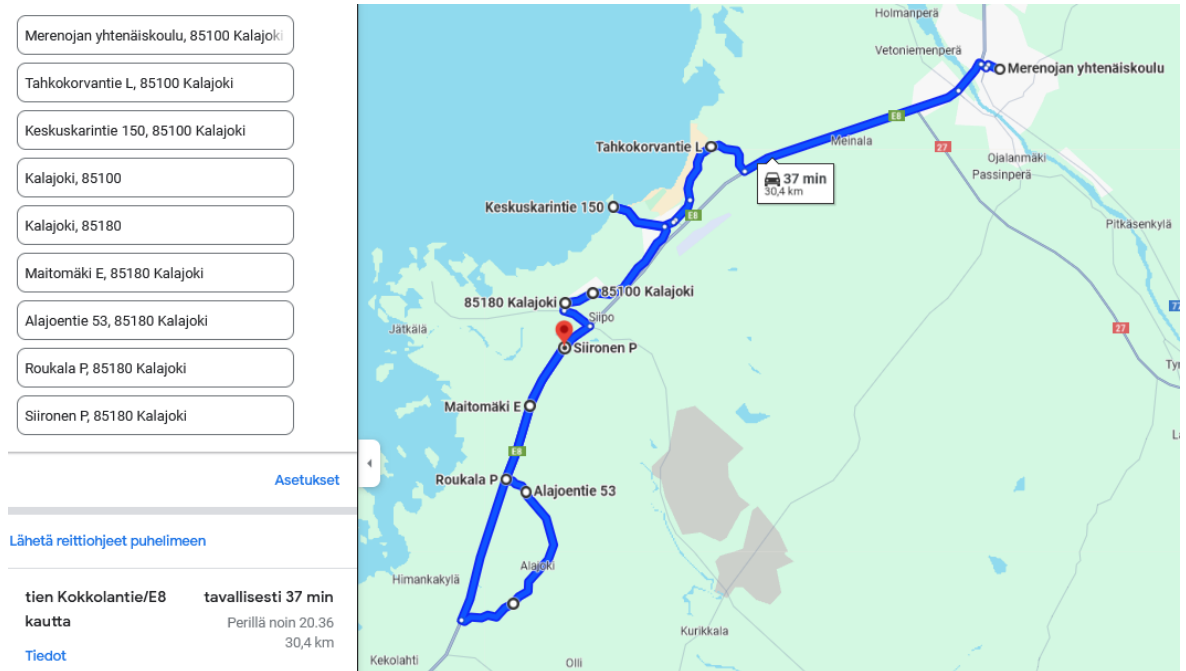 Merenojan yhtenäiskoulu, 85100 Kalajoki
Tahkokorvantie L, 85100 Kalajoki
Keskuskarintie 150, 85100 Kalajoki
Kalajoki, 85100
Kalajoki, 85180
Maitomäki E, 85180 Kalajoki
Alajoentie 53, 85180 Kalajoki
Roukala P, 85180 Kalajoki
Siironen P, 85180 Kalajoki
Asetukset
Lähetä reittiohjeet puhelimeen
tien Kokkolantie/E8 kautta
tavallisesti 37 min
Perillä noin 20.36
30,4 km
Tiedot
Holmanperä
Vetoniemenperä
Merenojan yhtenäiskoulu
E8
Meinala
27
Ojalanmäki
Passinperä
Tahkokorvantie L
37 min
30,4 km
Keskuskarintie 150
E8
Pitkäsenkylä
85100 Kalajoki
85180 Kalajoki
Siipo
Jätkälä
27
77
Siironen P
Tyr
Maitomäki E
La
E8
Roukala P
Alajoentie 53
Alajoki
Himankakylä
Kurikkala
Kekolahti
Olli